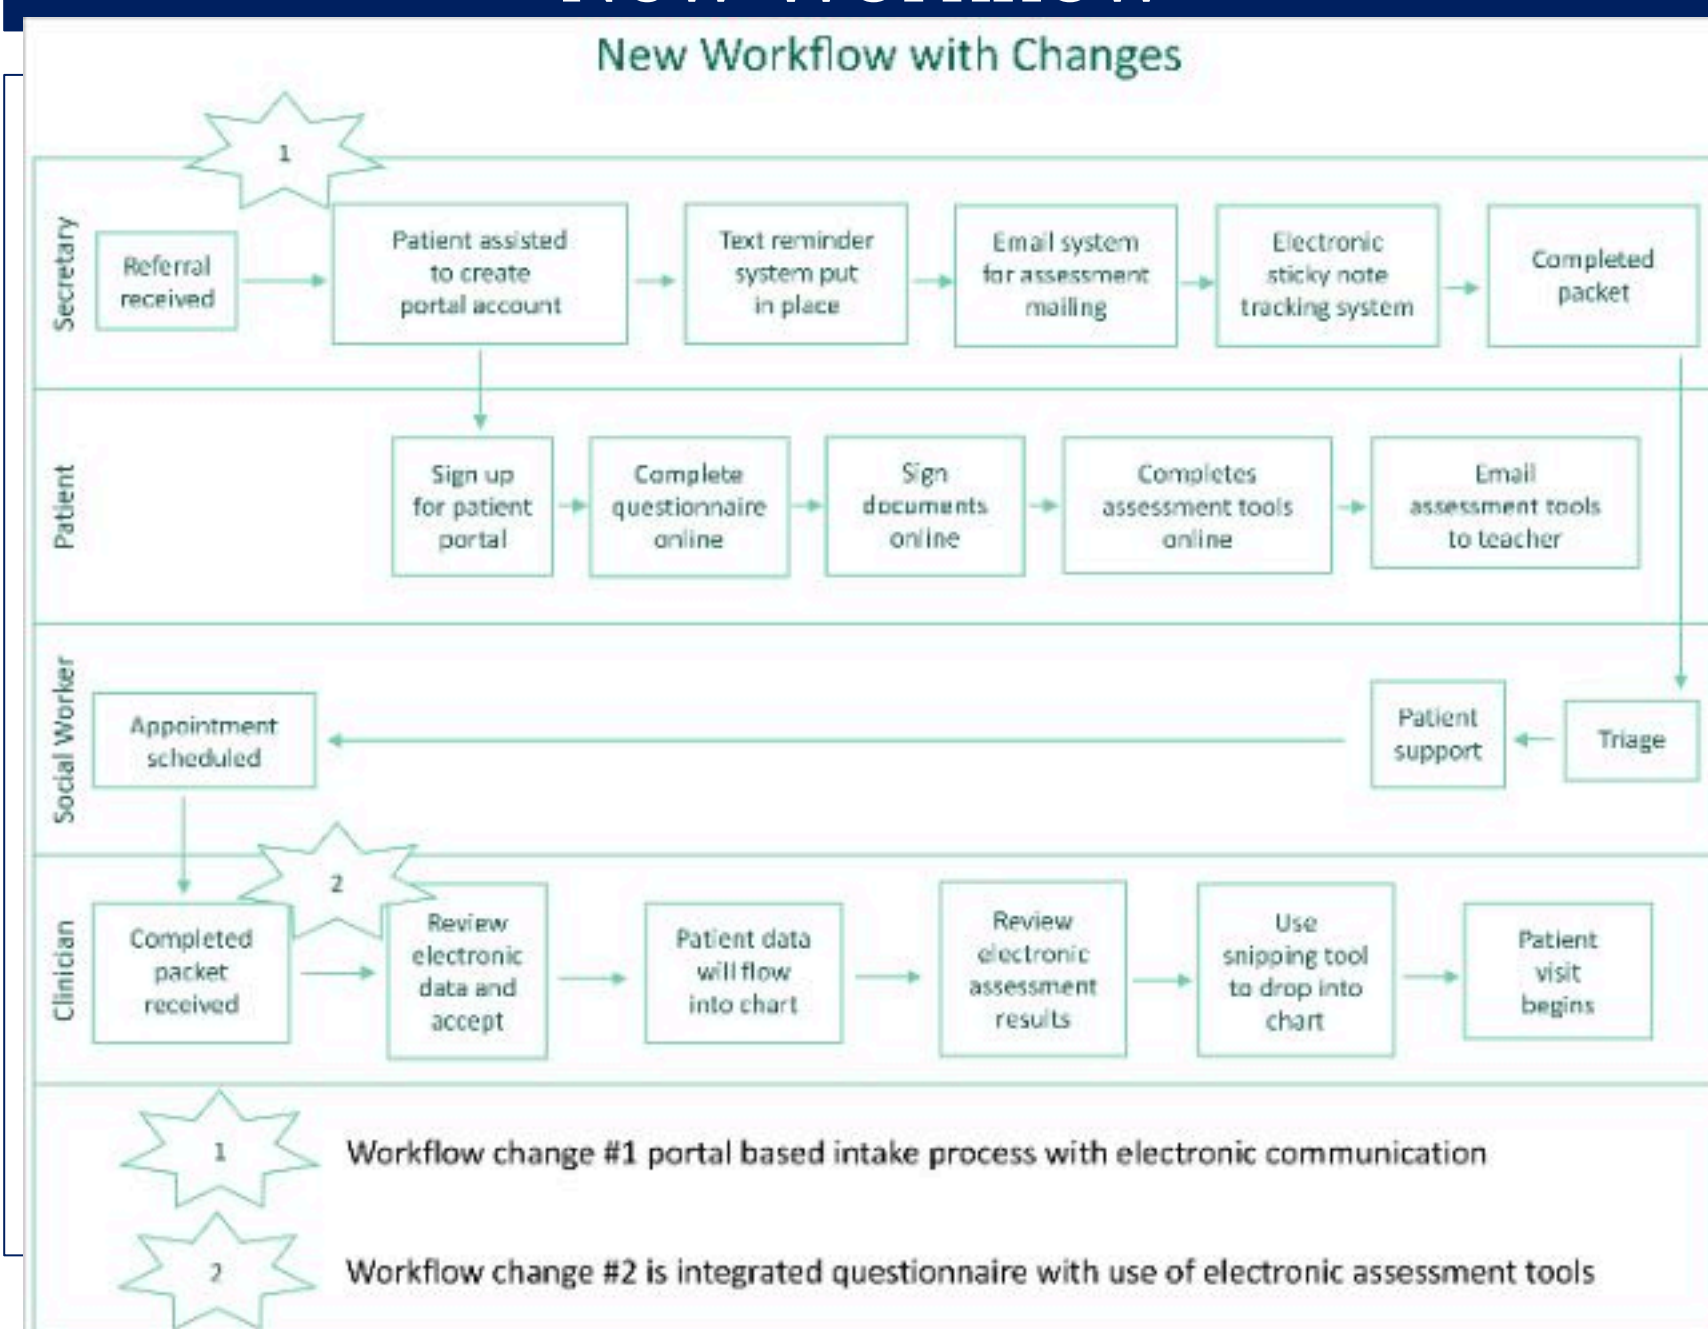 New Workflow with Changes
1
Secretary
Referral
received
Patient assisted
to create
portal account
Text reminder
system put
in place
Email system
for assessment
mailing
Electronic
sticky note
tracking system
Completed
packet
Patient
Sign up
for patient
portal
Complete
questionnaire
online
Sign
documents
online
Completes
assessment tools
online
Email
assessment tools
to teacher
Social Worker
Appointment
scheduled
Patient
support
Triage
2
Clinician
Completed
packet
received
Review
electronic
data and
accept
Patient data
will flow
into chart
Review
electronic
assessment
results
Use
snipping tool
to drop into
chart
Patient
visit
begins
1
Workflow change #1 portal based intake process with electronic communication
2
Workflow change #2 is integrated questionnaire with use of electronic assessment tools